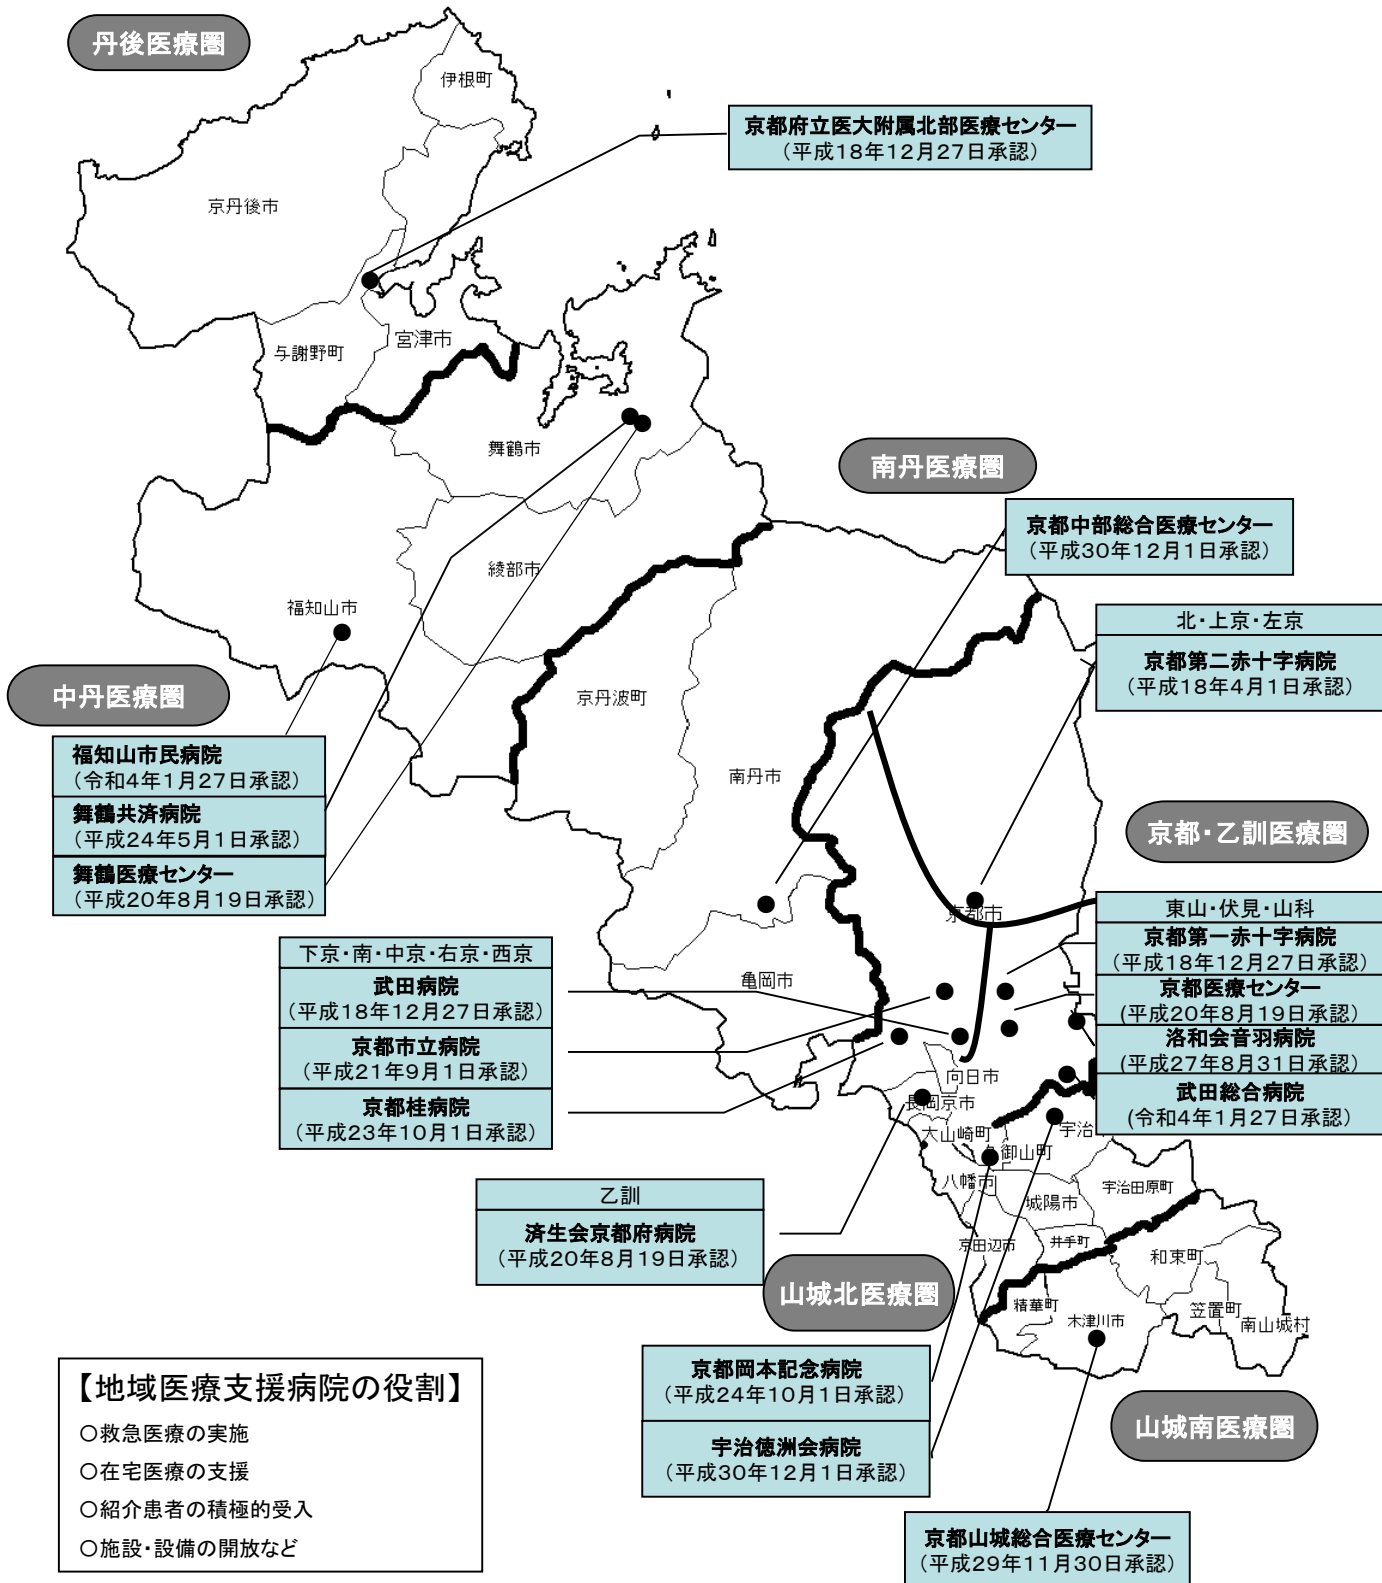 丹後医療圏
伊根町
京都府立医大附属北部医療センター
（平成18年12月27日承認）
京丹後市
宮津市
与謝野町
舞鶴市
南丹医療圏
京都中部総合医療センター
（平成30年12月1日承認）
綾部市
福知山市
北・上京・左京
京都第二赤十字病院
（平成18年4月1日承認）
中丹医療圏
京丹波町
福知山市民病院
（令和4年1月27日承認）
舞鶴共済病院
（平成24年5月1日承認）
舞鶴医療センター
（平成20年8月19日承認）
南丹市
京都・乙訓医療圏
京都市
東山・伏見・山科
京都第一赤十字病院
（平成18年12月27日承認）
京都医療センター
(平成20年8月19日承認）
洛和会音羽病院
(平成27年8月31日承認）
武田総合病院
(令和4年1月27日承認）
下京・南・中京・右京・西京
武田病院
（平成18年12月27日承認）
京都市立病院
（平成21年9月1日承認）
京都桂病院
（平成23年10月1日承認）
亀岡市
向日市
長岡京市
大山崎町
宇治
御山町
八幡市
城陽市
宇治田原町
乙訓
済生会京都府病院
（平成20年8月19日承認）
京田辺市
井手町
和束町
山城北医療圏
精華町
木津川市
笠置町
南山城村
京都岡本記念病院
（平成24年10月1日承認）
宇治徳洲会病院
（平成30年12月1日承認）
山城南医療圏
京都山城総合医療センター
（平成29年11月30日承認）
【地域医療支援病院の役割】
○救急医療の実施
○在宅医療の支援
○紹介患者の積極的受入
○施設・設備の開放など